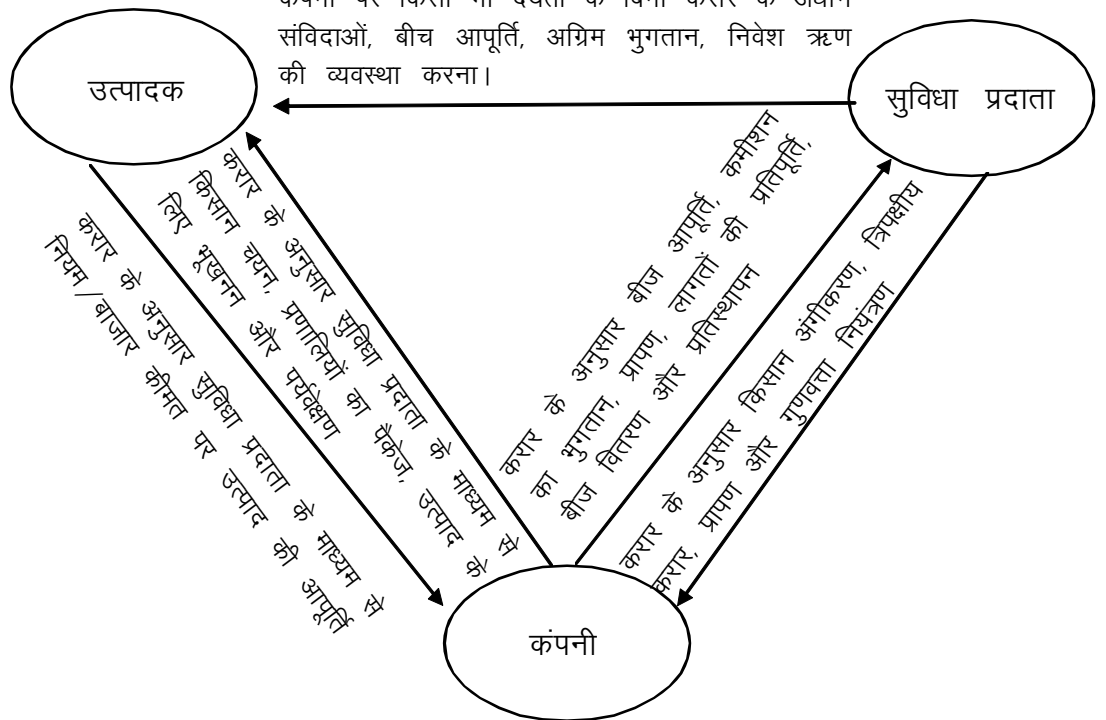 संविदाओं, बीच आपूर्ति, अग्रिम भुगतान, निवेश ऋण
की व्यवस्था करना।
उत्पादक
सुविधा प्रदाता
करार के अनुसार सुविधा प्रदाता के माध्यम से
नियम/बाजार कीमत पर उत्पाद की आपूर्ति
करार के अनुसार सुविधा प्रदाता के माध्यम से
किसान चयन, प्रणालियों का पैकेज, उत्पाद के
लिए भूखनन और पर्यवेक्षण
करार के अनुसार बीज आपूर्ति, कमीशन
का भुगतान, प्रापण, लागतों की प्रतिपूर्ति,
बीज वितरण और प्रतिस्थापन
करार के अनुसार किसान अंगीकरण, त्रिपक्षीय
करार, प्रापण और गुणवत्ता नियंत्रण
कंपनी